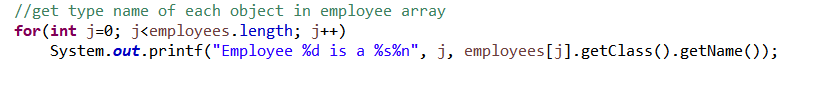 //get type name of each object in employee array
for(int j=0; j<employees.length; j++)
    System.out.printf("Employee %d is a %s%n", j, employees[j].getClass().getName());